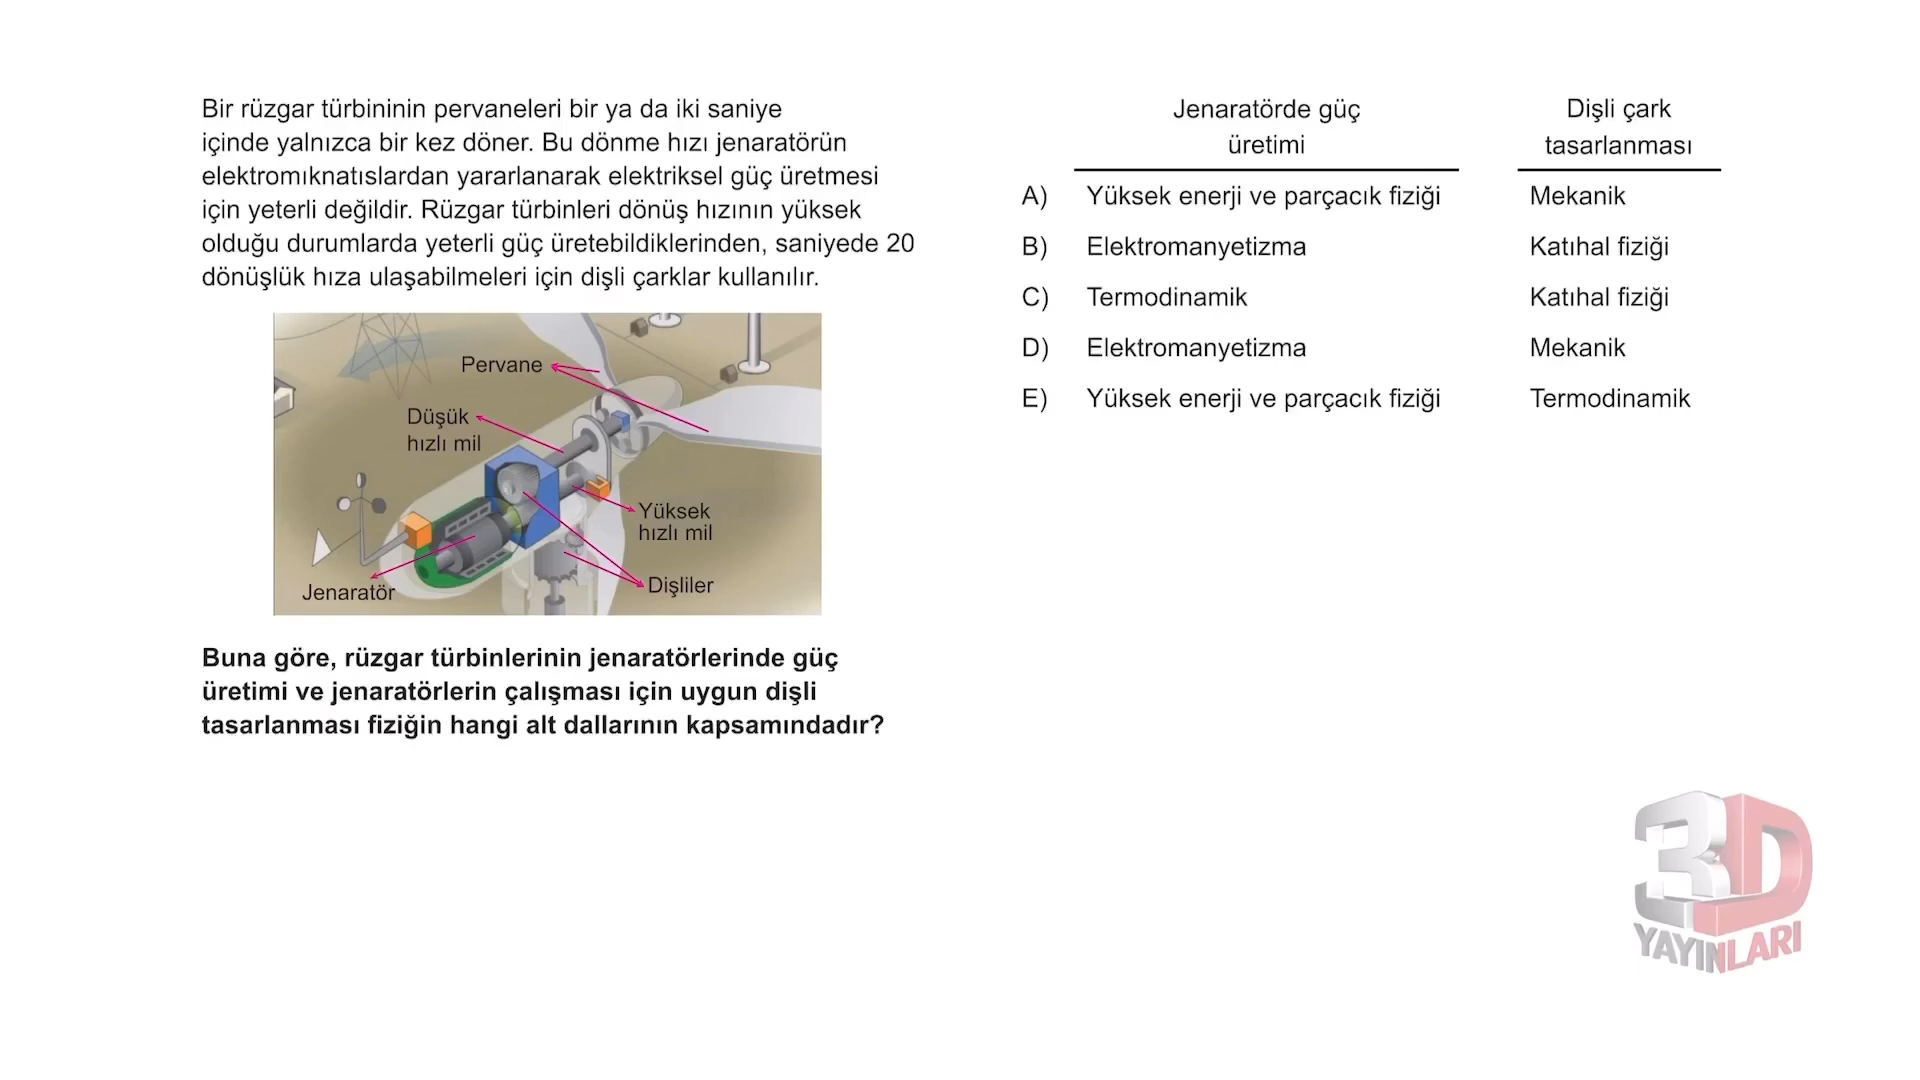 Bir rüzgar türbininin pervaneleri bir ya da iki saniye
içinde yalnızca bir kez döner. Bu dönme hızı jenaratörün
elektromıknatıslardan yararlanarak elektriksel güç üretmesi
için yeterli değildir. Rüzgar türbinleri dönüş hızının yüksek
olduğu durumlarda yeterli güç üretebildiklerinden, saniyede 20
dönüşlük hıza ulaşabilmeleri için dişli çarklar kullanılır.
Pervane
Düşük
hızlı mil
Yüksek
hızlı mil
Dişliler
Jenaratör
Buna göre, rüzgar türbinlerinin jenaratörlerinde güç
üretimi ve jenaratörlerin çalışması için uygun dişli
tasarlanması fiziğin hangi alt dallarının kapsamındadır?
Jenaratörde güç
üretimi
Dişli çark
tasarlanması
A) Yüksek enerji ve parçacık fiziği Mekanik
B) Elektromanyetizma Katıhal fiziği
C) Termodinamik Katıhal fiziği
D) Elektromanyetizma Mekanik
E) Yüksek enerji ve parçacık fiziği Termodinamik
3D
YAYINLARI